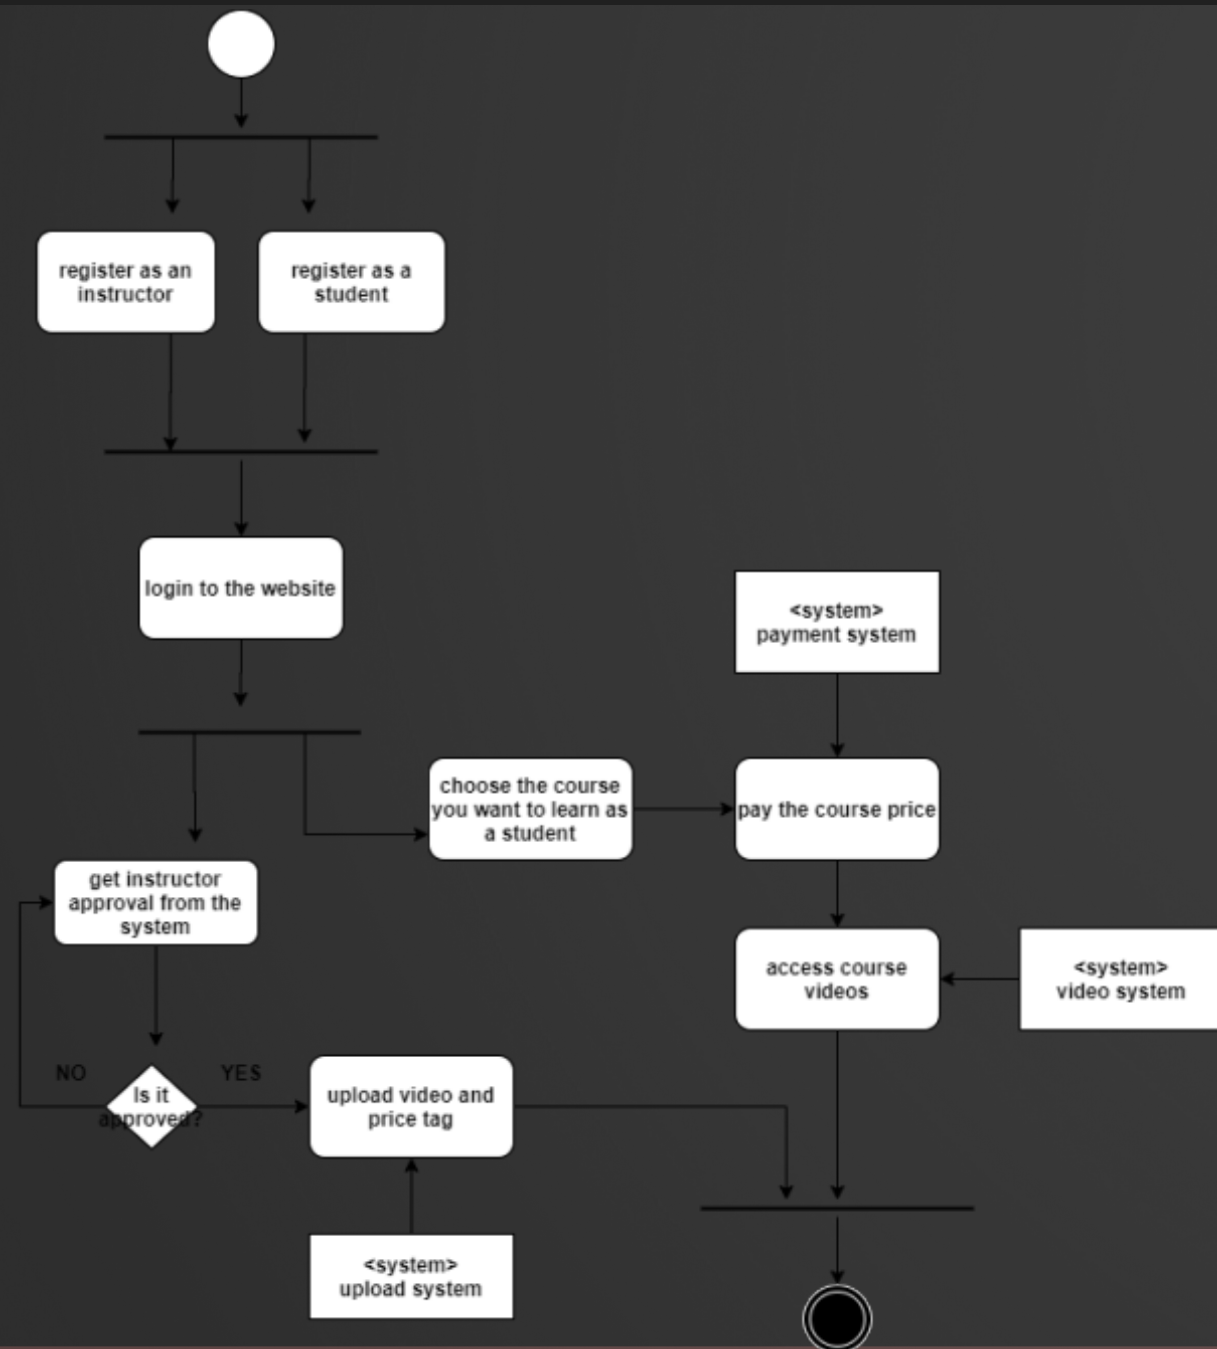 register as an
instructor
register as a
student
login to the website
<system>
payment system
choose the course
you want to learn as
a student
pay the course price
get instructor
approval from the
system
access course
videos
<system>
video system
NO
YES
Is it
approved?
upload video and
price tag
<system>
upload system